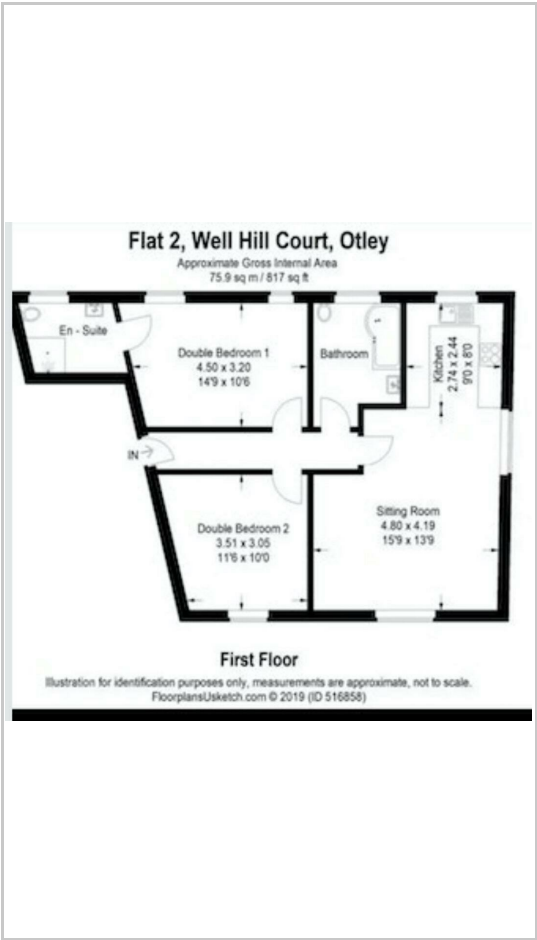 Flat 2, Well Hill Court, Otley
Approximate Gross Internal Area
75.9 sq m / 817 sq ft
En - Suite
Double Bedroom 1
4.50 x 3.20
14'9 x 10'6
Bathroom
Kitchen
2.74 x 2.44
9'0 x 8'0
IN
Double Bedroom 2
3.51 x 3.05
11'6 x 10'0
Sitting Room
4.80 x 4.19
15'9 x 13'9
First Floor
Illustration for identification purposes only, measurements are approximate, not to scale.
FloorplansUsketch.com © 2019 (ID 516858)